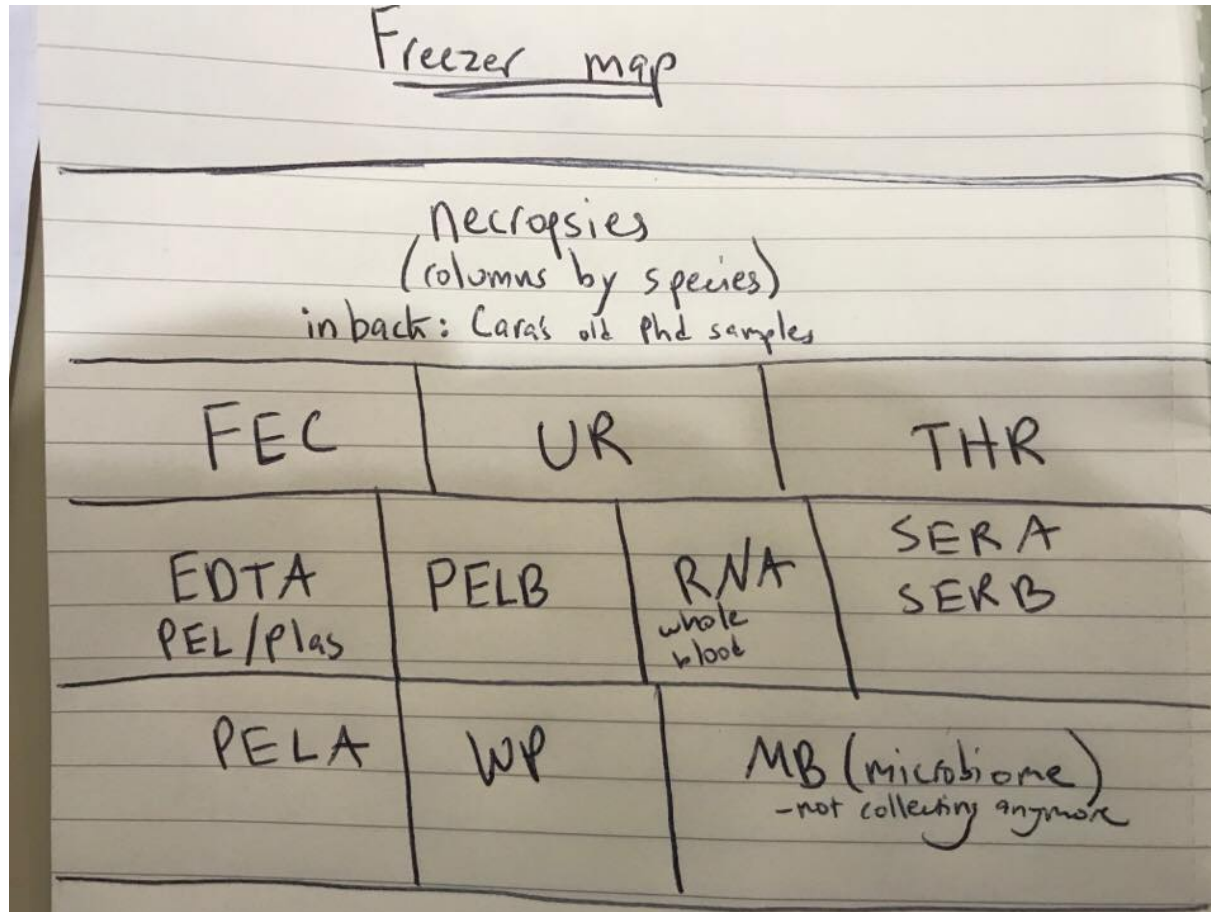 Freezer map
necropsies
(columns by species)
in back: Cara's old Phd samples
FEC
UR
THR
EDTA
PEL/Plas
PELB
RNA
whole
blood
SERA
SERB
PELA
WP
MB (microbiome)
-not collecting anymore